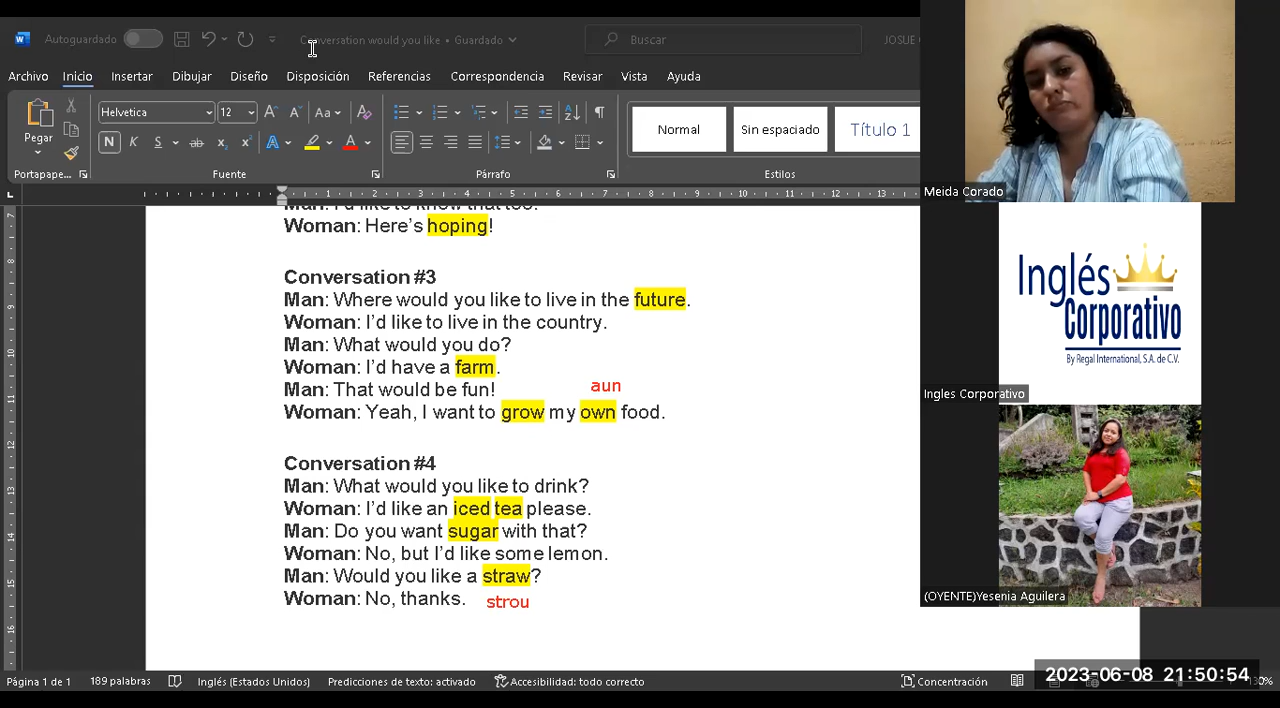 Autoguardado
Conversation would you like • Guardado
Buscar
Archivo Inicio Insertar Dibujar Diseño Disposición Referencias Correspondencia Revisar Vista Ayuda
Pegar
Helvetica 12
Normal Sin espaciado Título 1
Portapape... Fuente Párrafo Estilos
Woman: Here's hoping!
Conversation #3
Man: Where would you like to live in the future.
Woman: I'd like to live in the country.
Man: What would you do?
Woman: I'd have a farm.
Man: That would be fun!
aun
Woman: Yeah, I want to grow my own food.
Conversation #4
Man: What would you like to drink?
Woman: I'd like an iced tea please.
Man: Do you want sugar with that?
Woman: No, but I'd like some lemon.
Man: Would you like a straw?
Woman: No, thanks.
strou
Página 1 de 1 189 palabras Inglés (Estados Unidos) Predicciones de texto: activado Accesibilidad: todo correcto Concentración
Meida Corado
Inglés
Corporativo
By Regal International, S.A. de C.V.
Ingles Corporativo
(OYENTE)Yesenia Aguilera
2023-06-08 21:50:54